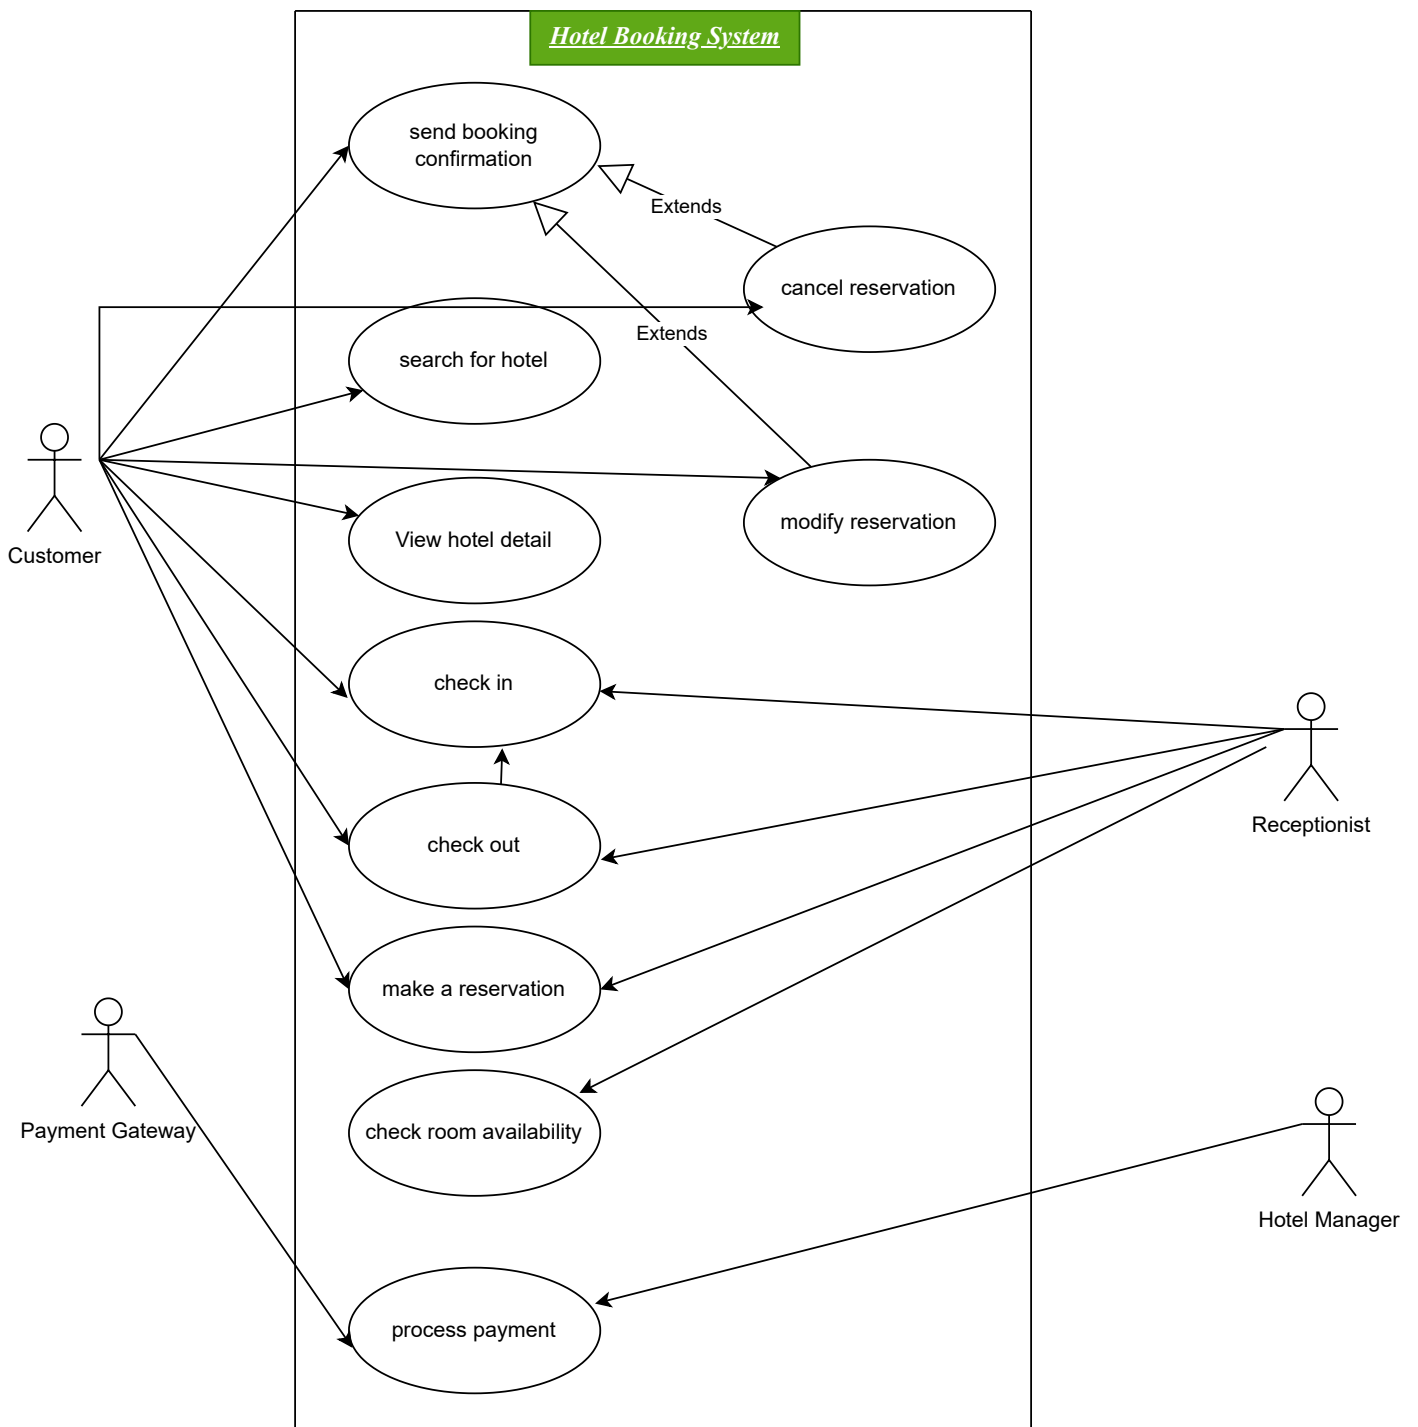 Hotel Booking System
send booking
confirmation
Extends
cancel reservation
Extends
search for hotel
Customer
modify reservation
View hotel detail
check in
Receptionist
check out
make a reservation
Payment Gateway
check room availability
Hotel Manager
process payment